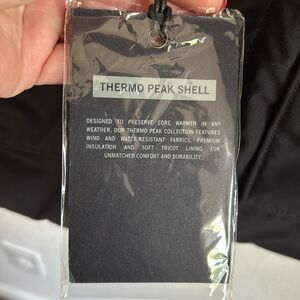 THERMO PEAK SHELL
DESIGNED TO PRESERVE CORE WARMTH IN ANY
WEATHER, OUR THERMO PEAK COLLECTION FEATURES
WIND AND WATER-RESISTANT FABRICS, PREMIUM
INSULATION AND SOFT TRICOT LINING FOR
UNMATCHED COMFORT AND DURABILITY.